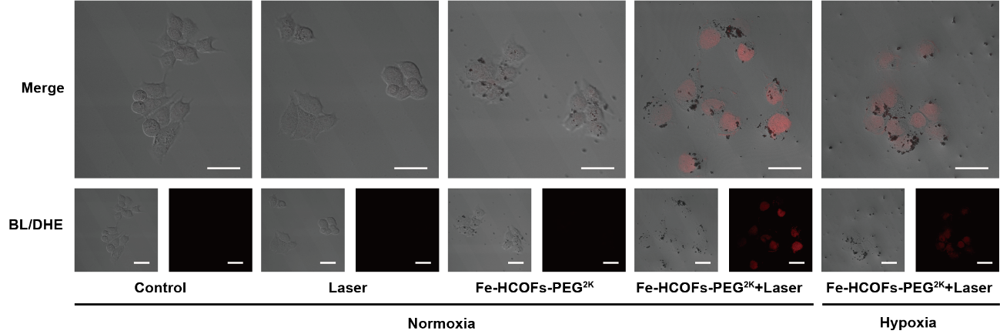 Merge
BL/DHE
Control
Laser
Fe-HCOFs-PEG²ᴷ
Fe-HCOFs-PEG²ᴷ+Laser
Fe-HCOFs-PEG²ᴷ+Laser
Normoxia
Hypoxia